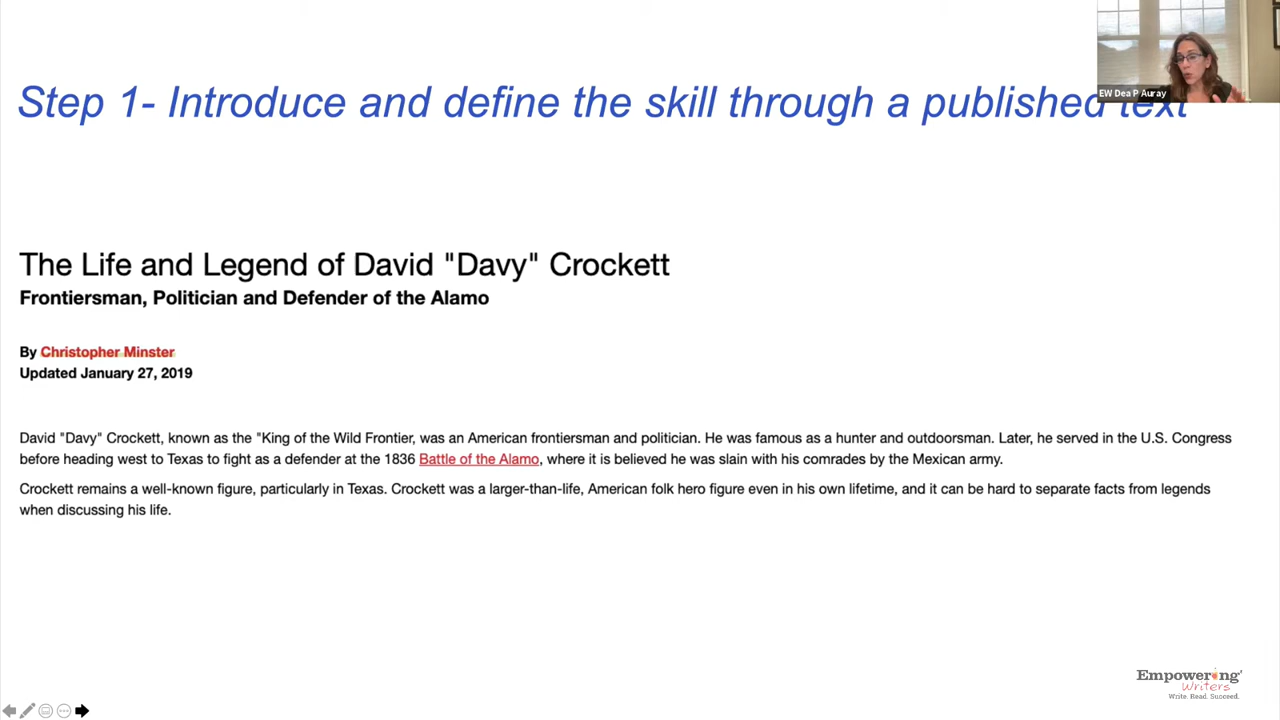 EW Dea P Auray
Step 1- Introduce and define the skill through a published text
The Life and Legend of David "Davy" Crockett
Frontiersman, Politician and Defender of the Alamo
By Christopher Minster
Updated January 27, 2019
David "Davy" Crockett, known as the "King of the Wild Frontier, was an American frontiersman and politician. He was famous as a hunter and outdoorsman. Later, he served in the U.S. Congress
before heading west to Texas to fight as a defender at the 1836 Battle of the Alamo, where it is believed he was slain with his comrades by the Mexican army.
Crockett remains a well-known figure, particularly in Texas. Crockett was a larger-than-life, American folk hero figure even in his own lifetime, and it can be hard to separate facts from legends
when discussing his life.
Empowering
Writers
Write. Read. Succeed.